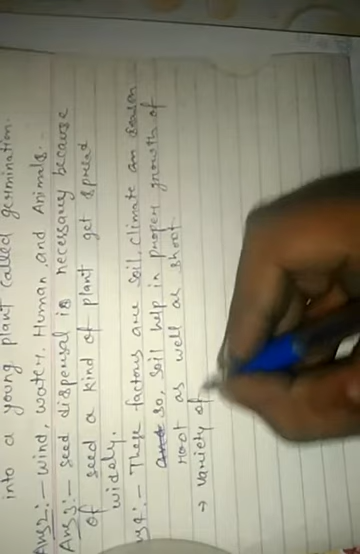 into a young plant called germination.
Ans2:- Wind, water, Human, and Animals.
Ans3:- Seed dispersal is necessary because
of seed a kind of plant get spread
widely.
4:- These factors are soil, climate an season
so, soil help in proper growth of
root as well as shoot.
→ Variety of